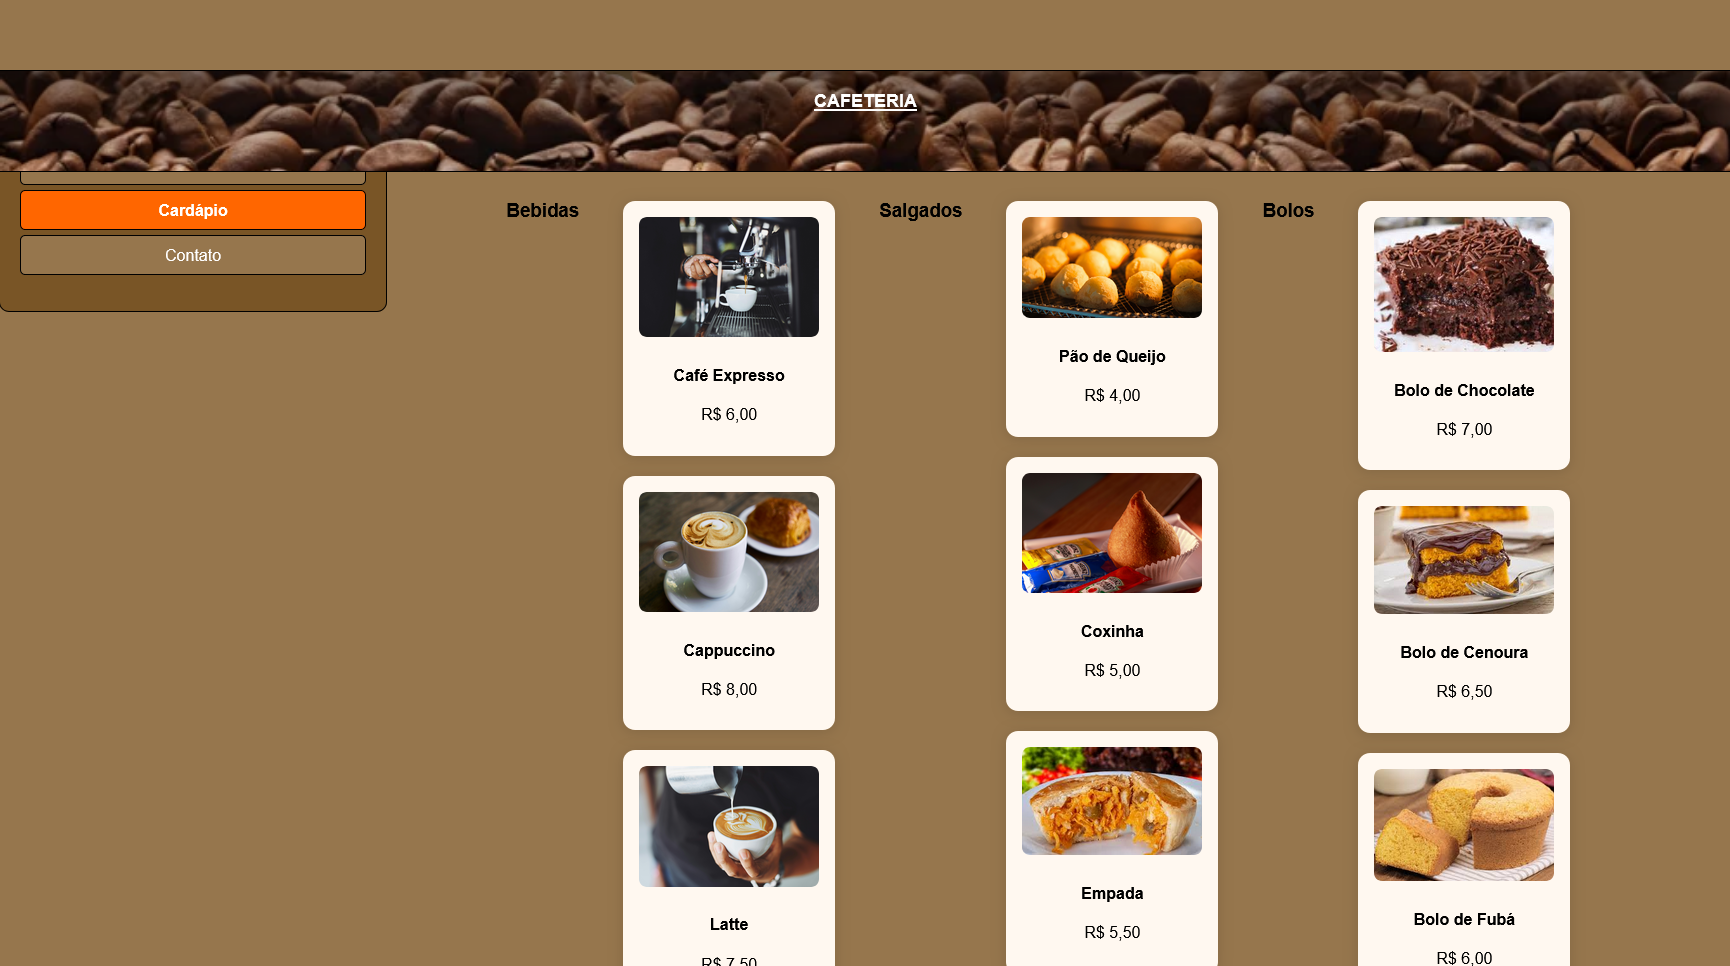 CAFETERIA
Cardápio
Contato
Bebidas
Café Expresso
R$ 6,00
Cappuccino
R$ 8,00
Latte
R$ 7,50
Salgados
Pão de Queijo
R$ 4,00
Coxinha
R$ 5,00
Empada
R$ 5,50
Bolos
Bolo de Chocolate
R$ 7,00
Bolo de Cenoura
R$ 6,50
Bolo de Fubá
R$ 6,00